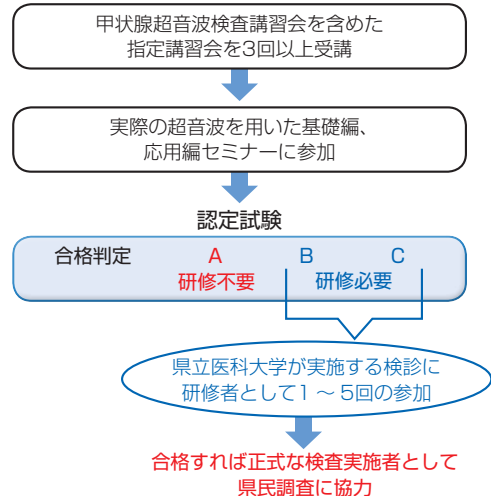 甲状腺超音波検査講習会を含めた
指定講習会を3回以上受講
実際の超音波を用いた基礎編、
応用編セミナーに参加
認定試験
合格判定 A B C
研修不要 研修必要
県立医科大学が実施する検診に
研修者として1 ~ 5回の参加
合格すれば正式な検査実施者として
県民調査に協力